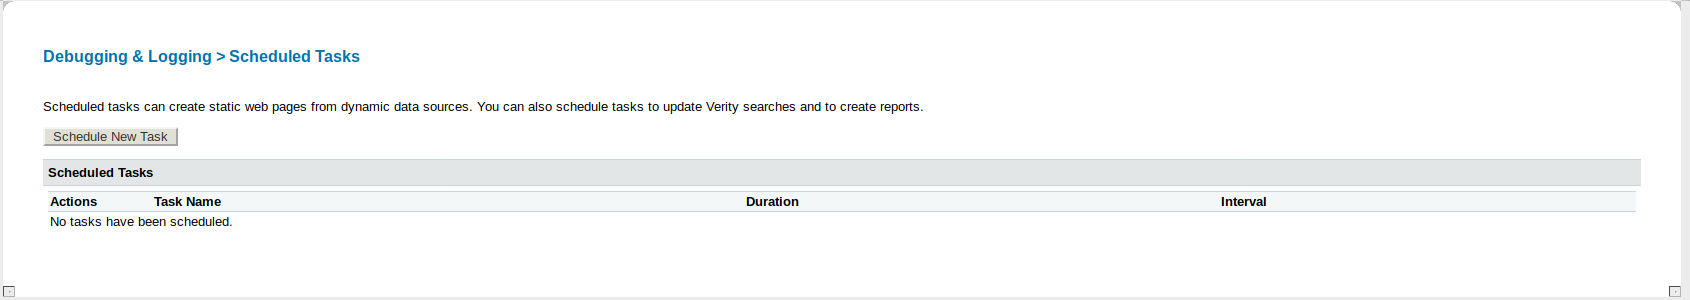 Debugging & Logging > Scheduled Tasks
Scheduled tasks can create static web pages from dynamic data sources. You can also schedule tasks to update Verity searches and to create reports.
Schedule New Task
Scheduled Tasks
Actions Task Name Duration Interval
No tasks have been scheduled.